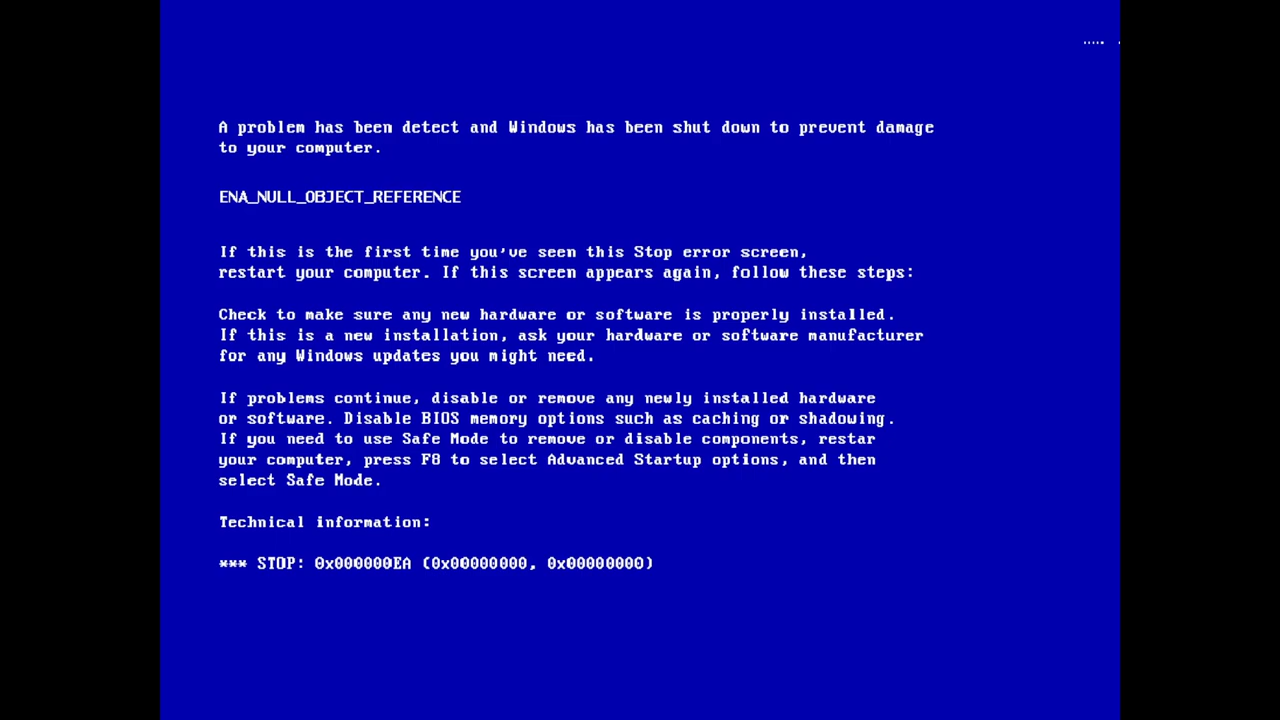 A problem has been detect and Windows has been shut down to prevent damage
to your computer.
ENA_NULL_OBJECT_REFERENCE
If this is the first time you've seen this Stop error screen,
restart your computer. If this screen appears again, follow these steps:
Check to make sure any new hardware or software is properly installed.
If this is a new installation, ask your hardware or software manufacturer
for any Windows updates you might need.
If problems continue, disable or remove any newly installed hardware
or software. Disable BIOS memory options such as caching or shadowing.
If you need to use Safe Mode to remove or disable components, restar
your computer, press F8 to select Advanced Startup options, and then
select Safe Mode.
Technical information:
*** STOP: 0x000000EA (0x00000000, 0x00000000)